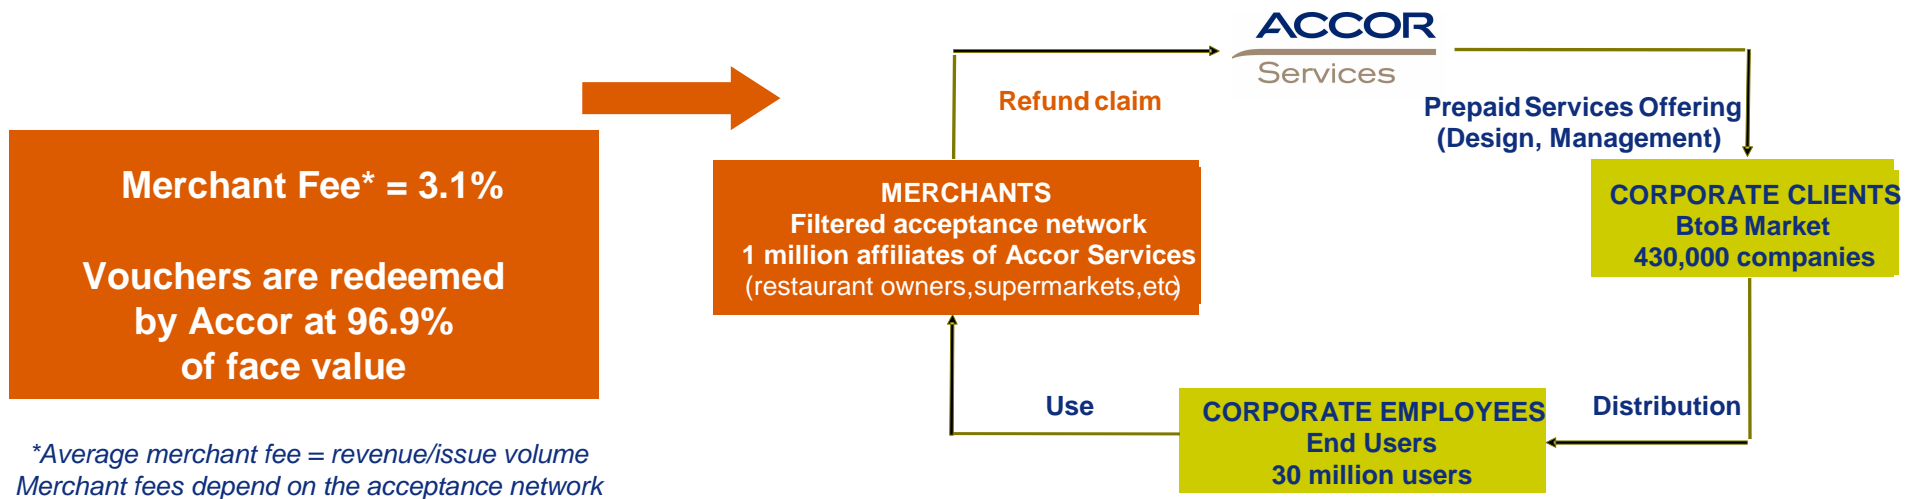 ACCOR
Services
Refund claim
Prepaid Services Offering
(Design, Management)
Merchant Fee* = 3.1%
Vouchers are redeemed
by Accor at 96.9%
of face value
MERCHANTS
Filtered acceptance network
1 million affiliates of Accor Services
(restaurant owners,supermarkets,etc)
CORPORATE CLIENTS
BtoB Market
430,000 companies
Use
CORPORATE EMPLOYEES
End Users
30 million users
Distribution
*Average merchant fee = revenue/issue volume
Merchant fees depend on the acceptance network